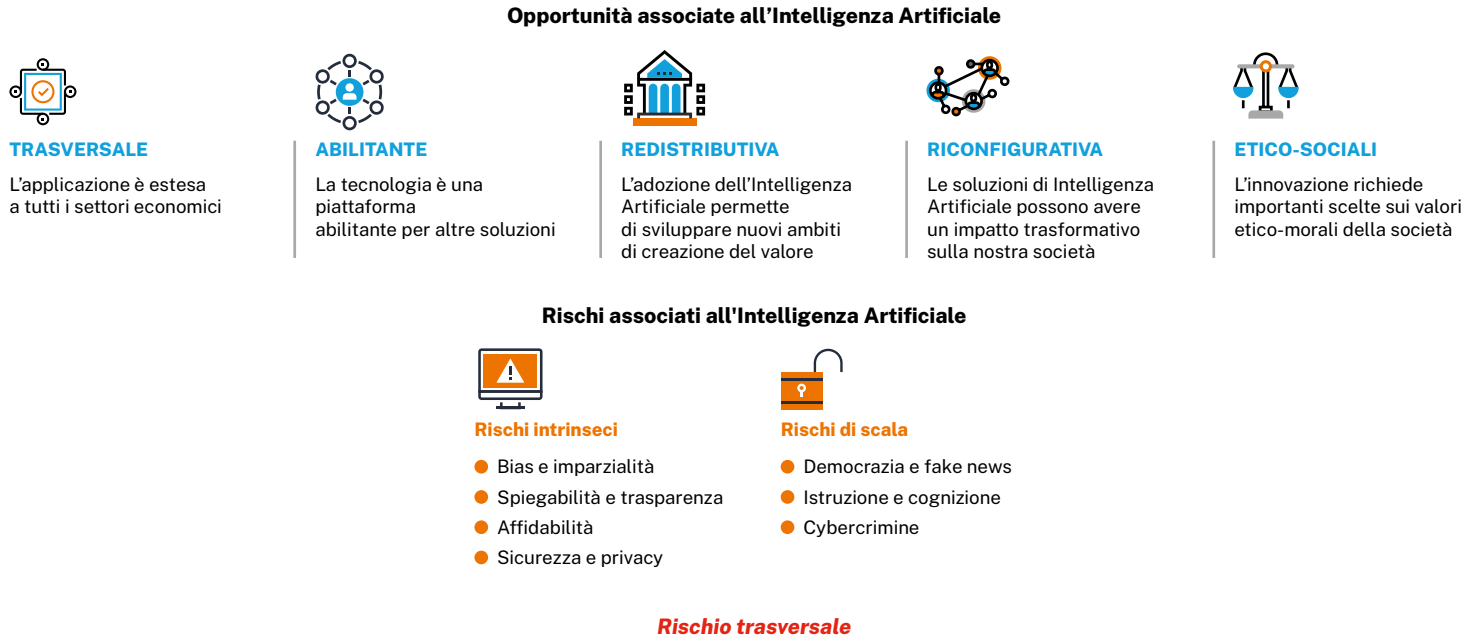 Opportunità associate all’Intelligenza Artificiale
TRASVERSALE
L’applicazione è estesa
a tutti i settori economici
ABILITANTE
La tecnologia è una
piattaforma
abilitante per altre soluzioni
REDISTRIBUTIVA
L’adozione dell’Intelligenza
Artificiale permette
di sviluppare nuovi ambiti
di creazione del valore
RICONFIGURATIVA
Le soluzioni di Intelligenza
Artificiale possono avere
un impatto trasformativo
sulla nostra società
ETICO-SOCIALI
L’innovazione richiede
importanti scelte sui valori
etico-morali della società
Rischi associati all'Intelligenza Artificiale
Rischi intrinseci
Bias e imparzialità
Spiegabilità e trasparenza
Affidabilità
Sicurezza e privacy
Rischi di scala
Democrazia e fake news
Istruzione e cognizione
Cybercrimine
Rischio trasversale